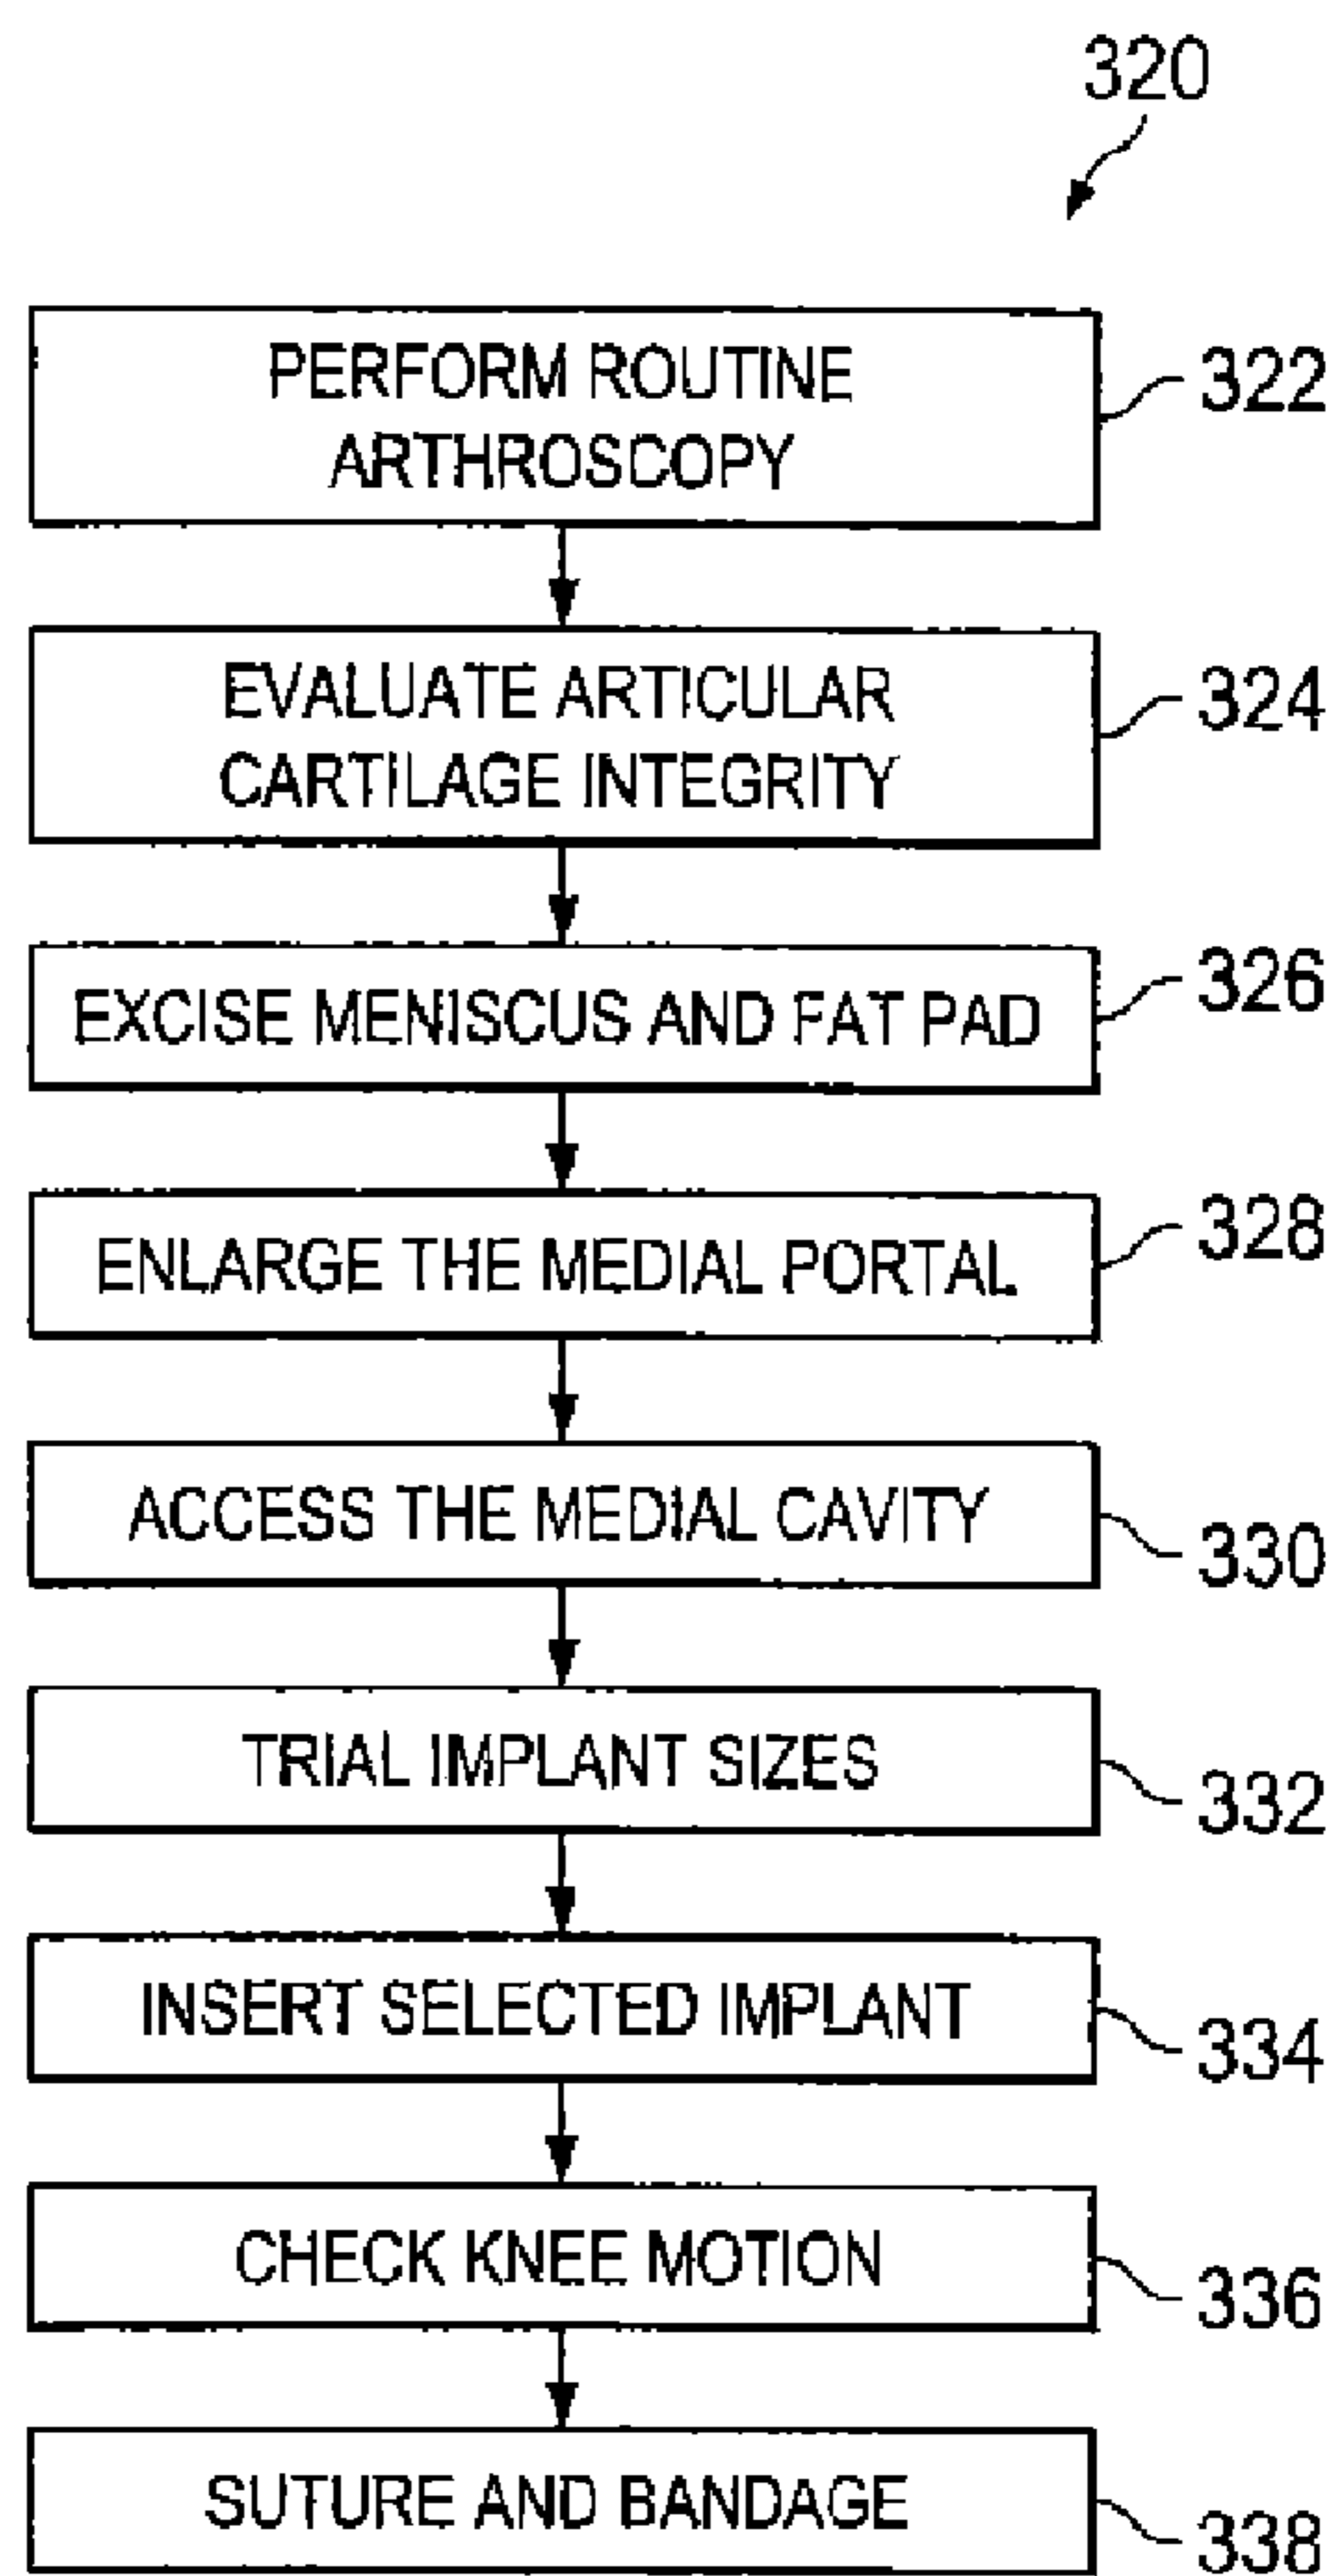 320
PERFORM ROUTINE
ARTHROSCOPY
322
EVALUATE ARTICULAR
CARTILAGE INTEGRITY
324
EXCISE MENISCUS AND FAT PAD
326
ENLARGE THE MEDIAL PORTAL
328
ACCESS THE MEDIAL CAVITY
330
TRIAL IMPLANT SIZES
332
INSERT SELECTED IMPLANT
334
CHECK KNEE MOTION
336
SUTURE AND BANDAGE
338